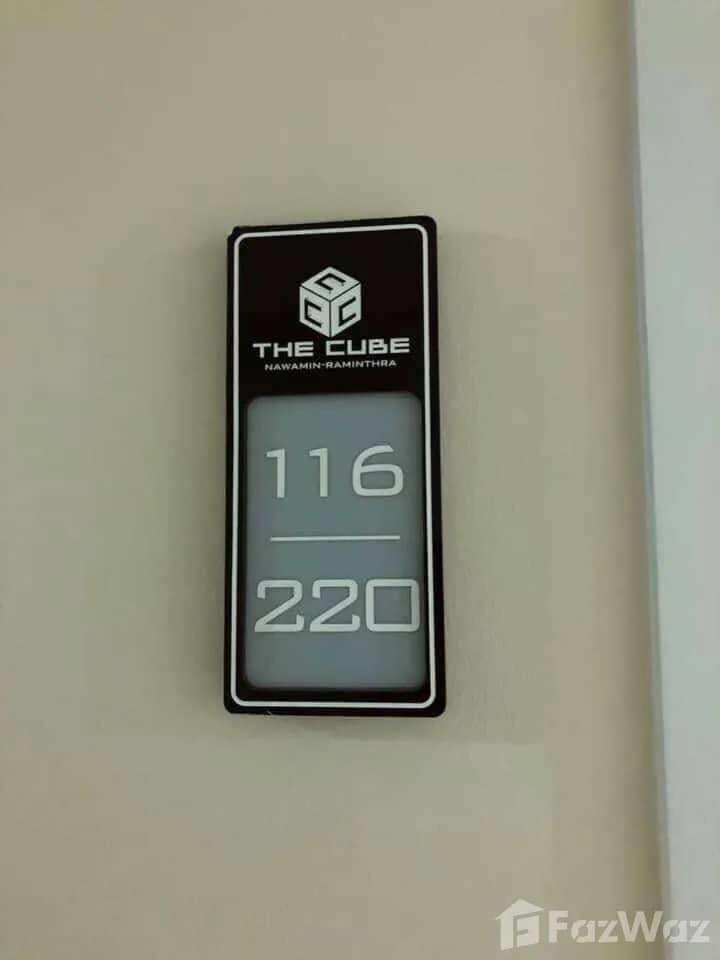 THE CUBE
NAWAMIN-RAMINTHRA
116
220
FazWaz